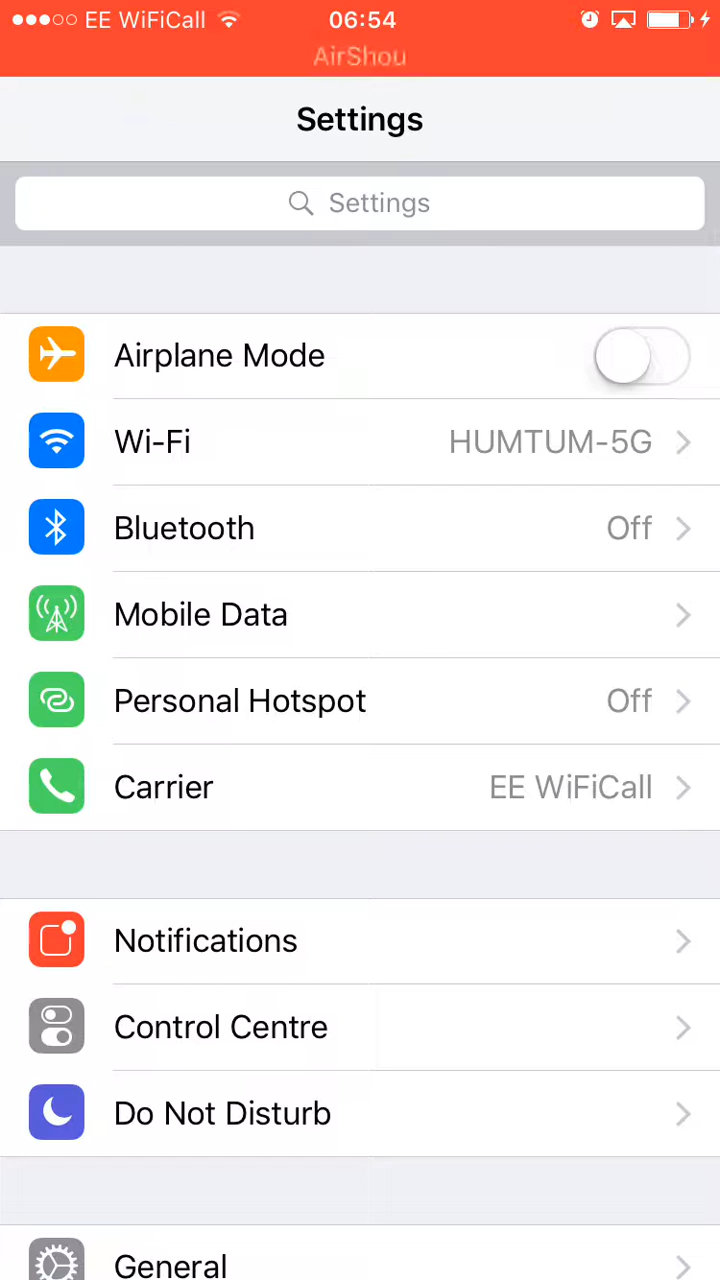 EE WiFiCall 06:54
AirShou
Settings
Settings
Airplane Mode
Wi-Fi HUMTUM-5G
Bluetooth Off
Mobile Data
Personal Hotspot Off
Carrier EE WiFiCall
Notifications
Control Centre
Do Not Disturb
General